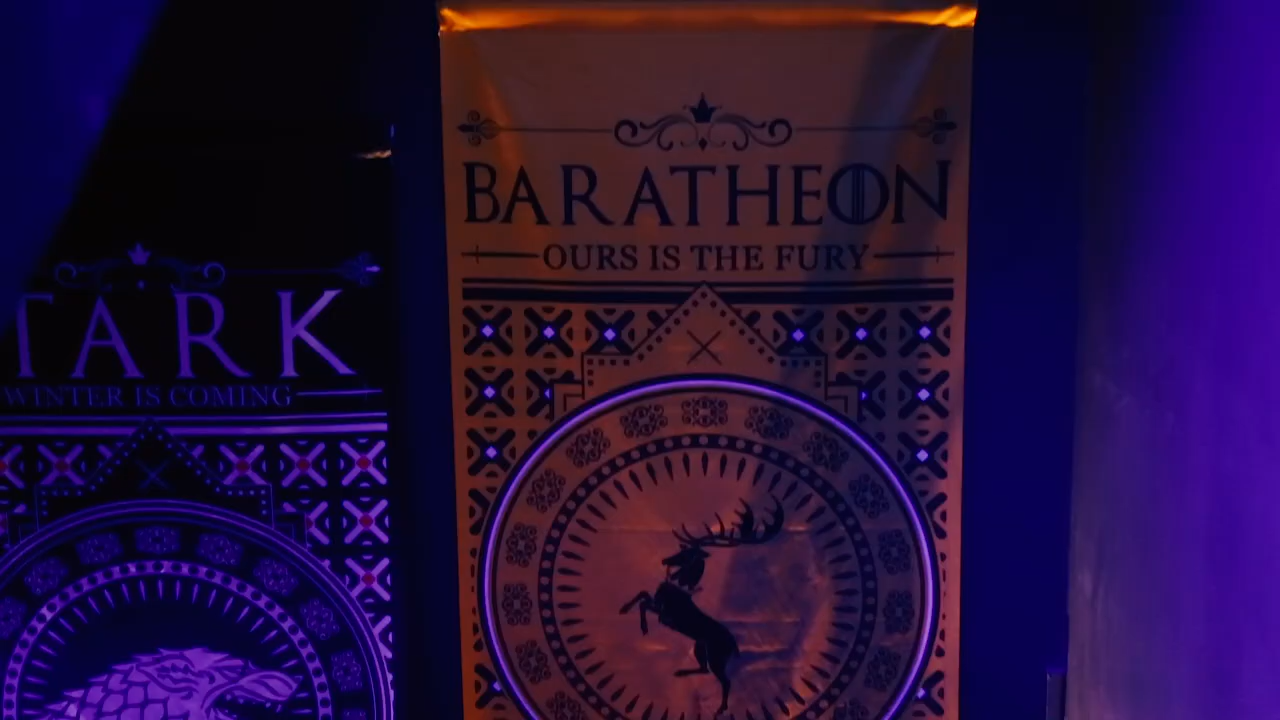 BARATHEON
OURS IS THE FURY
TARK
WINTER IS COMING